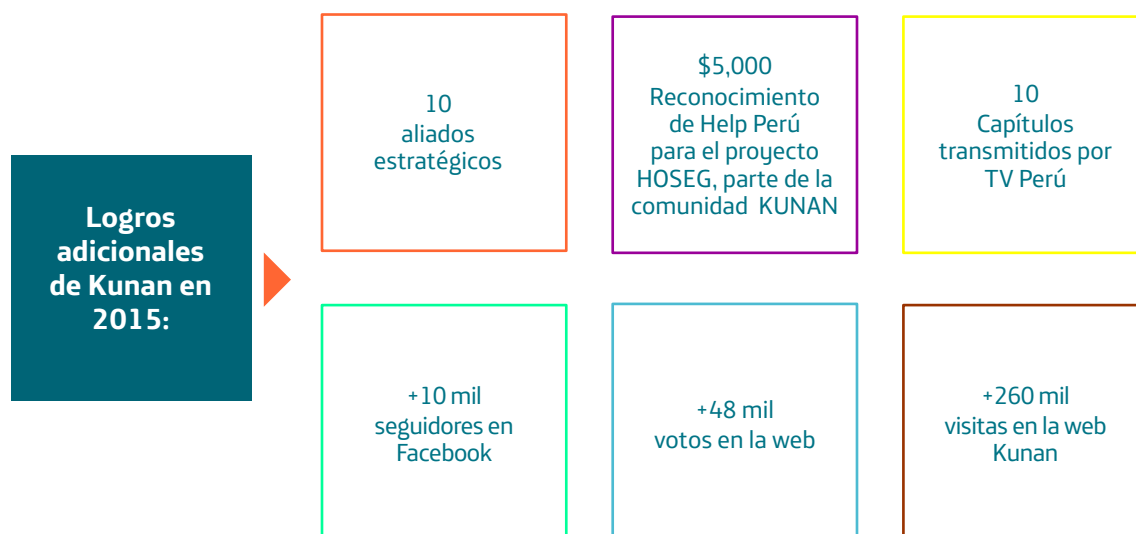 Logros
adicionales
de Kunan en
2015:
10
aliados
estratégicos
$5,000
Reconocimiento
de Help Perú
para el proyecto
HOSEG, parte de la
comunidad KUNAN
10
Capítulos
transmitidos por
TV Perú
+10 mil
seguidores en
Facebook
+48 mil
votos en la web
+260 mil
visitas en la web
Kunan